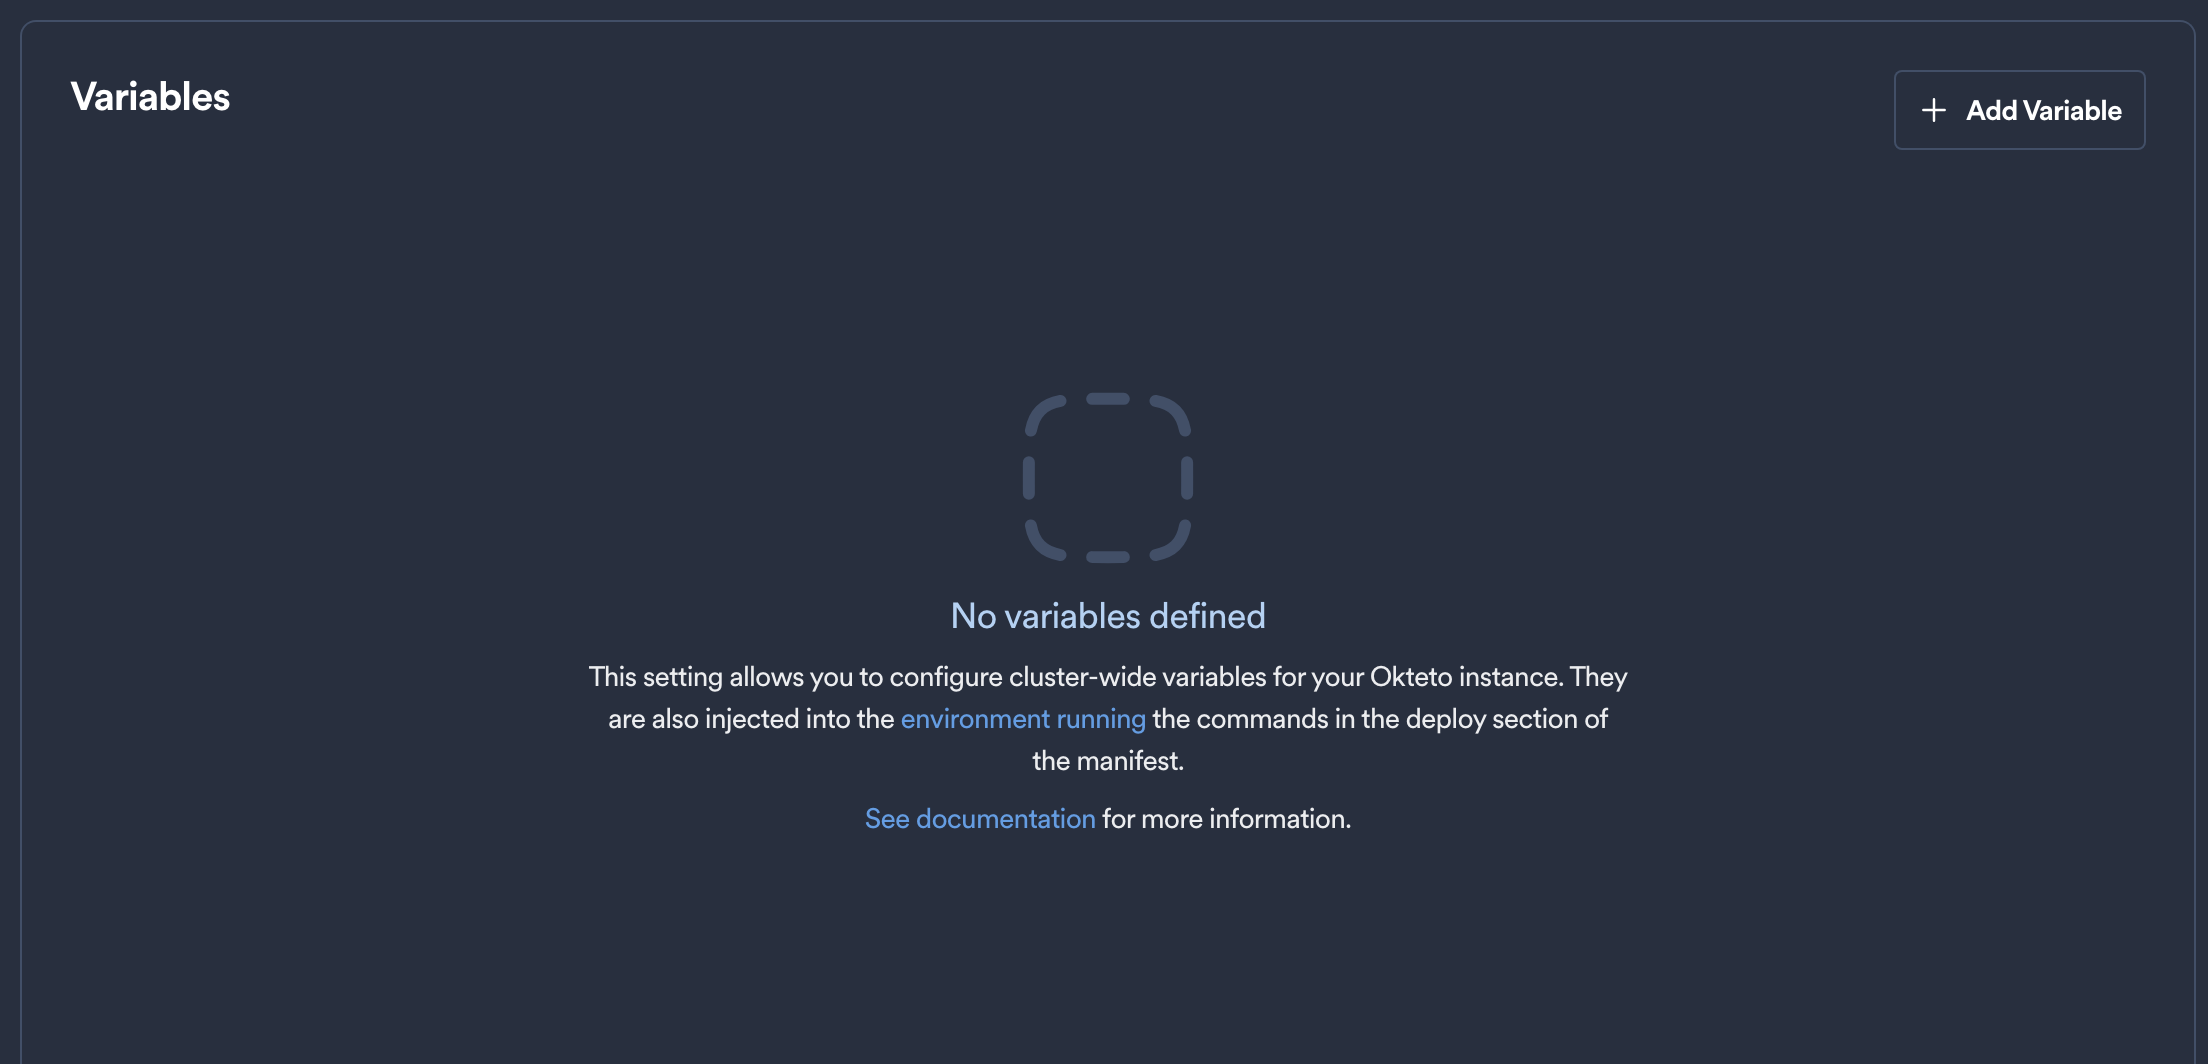 Variables
Add Variable
No variables defined
This setting allows you to configure cluster-wide variables for your Okteto instance. They
are also injected into the environment running the commands in the deploy section of
the manifest.
See documentation for more information.